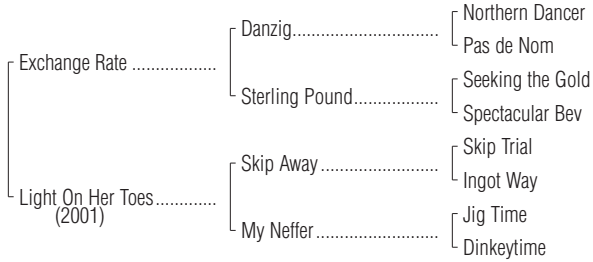 Northern Dancer
Danzig..............................
Pas de Nom
Exchange Rate .................
Seeking the Gold
Sterling Pound.................
Spectacular Bev
Skip Trial
Skip Away........................
Ingot Way
Light On Her Toes............
(2001)
Jig Time
My Neffer.........................
Dinkeytime